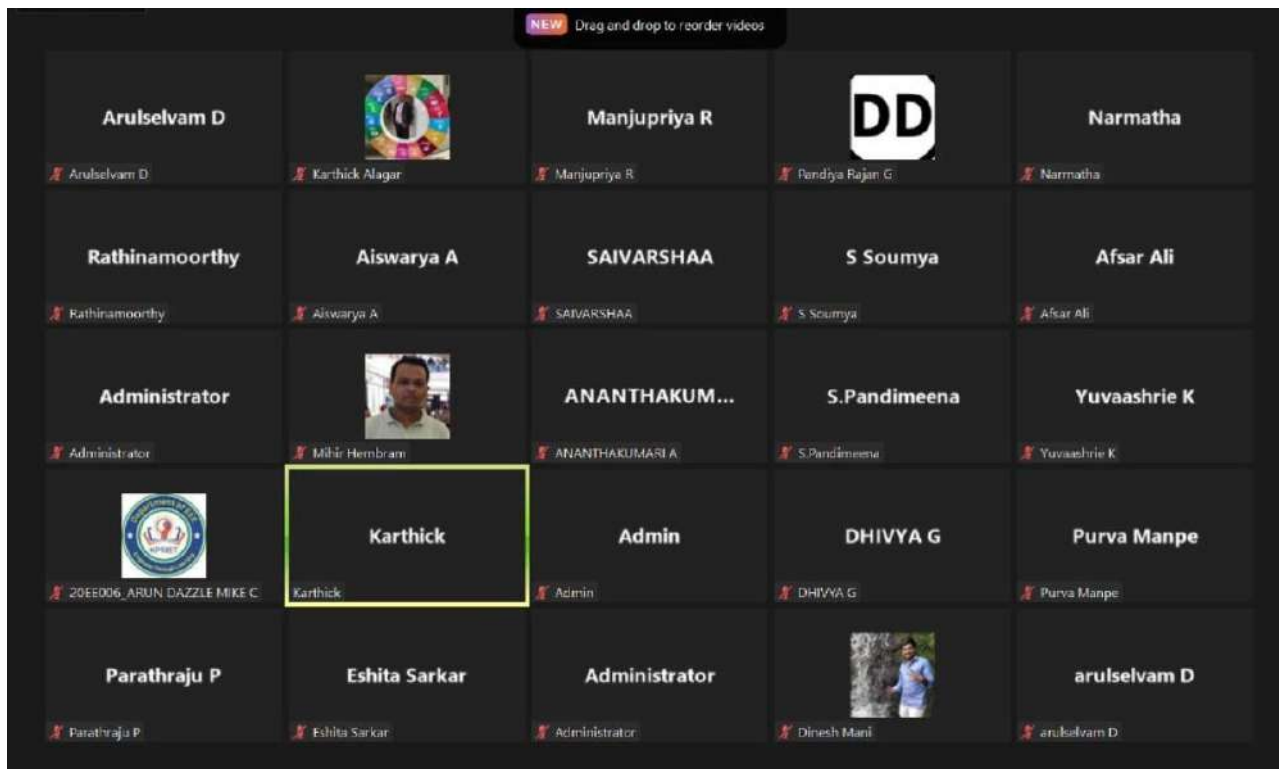 NEW Drag and drop to reorder videos
Arulselvam D
Arulselvam D
Karthick Alagar
Manjupriya R
Manjupriya R
DD
Pandiya Rajan G
Narmatha
Narmatha
Rathinamoorthy
Rathinamoorthy
Aiswarya A
Aiswarya A
SAIVARSHAA
SAIVARSHAA
S Soumya
S Soumya
Afsar Ali
Afsar Ali
Administrator
Administrator
Mihir Hembram
ANANTHAKUM...
ANANTHAKUMARI A
S.Pandimeena
S.Pandimeena
Yuvaashrie K
Yuvaashrie K
20EE006_ARUN DAZZLE MIKE C
Karthick
Karthick
Admin
Admin
DHIVYA G
DHIVYA G
Purva Manpe
Purva Manpe
Parathraju P
Parathraju P
Eshita Sarkar
Eshita Sarkar
Administrator
Administrator
Dinesh Mani
arulselvam D
arulselvam D